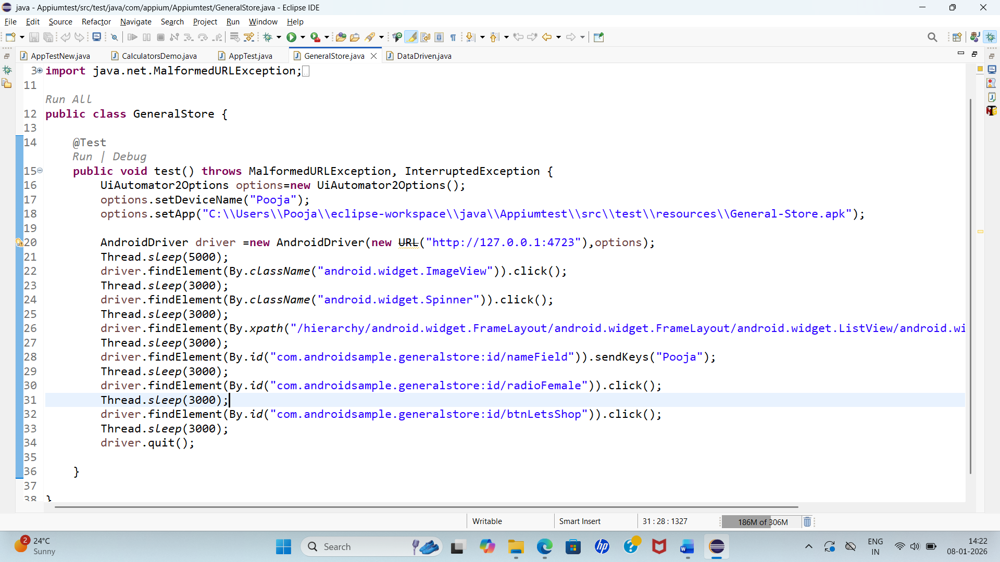 java - Appiumtest/src/test/java/com/appium/Appiumtest/GeneralStore.java - Eclipse IDE
File Edit Source Refactor Navigate Search Project Run Window Help
AppTestNew.java CalculatorsDemo.java AppTest.java GeneralStore.java DataDriven.java
3 import java.net.MalformedURLException;
11
Run All
12 public class GeneralStore {
13
14 @Test
Run | Debug
15 public void test() throws MalformedURLException, InterruptedException {
16 UiAutomator2Options options=new UiAutomator2Options();
17 options.setDeviceName("Pooja");
18 options.setApp("C:\\Users\\Pooja\\eclipse-workspace\\java\\Appiumtest\\src\\test\\resources\\General-Store.apk");
19
20 AndroidDriver driver =new AndroidDriver(new URL("http://127.0.0.1:4723"),options);
21 Thread.sleep(5000);
22 driver.findElement(By.className("android.widget.ImageView")).click();
23 Thread.sleep(3000);
24 driver.findElement(By.className("android.widget.Spinner")).click();
25 Thread.sleep(3000);
26 driver.findElement(By.xpath("/hierarchy/android.widget.FrameLayout/android.widget.FrameLayout/android.widget.ListView/android.wi
27 Thread.sleep(3000);
28 driver.findElement(By.id("com.androidsample.generalstore:id/nameField")).sendKeys("Pooja");
29 Thread.sleep(3000);
30 driver.findElement(By.id("com.androidsample.generalstore:id/radioFemale")).click();
31 Thread.sleep(3000);
32 driver.findElement(By.id("com.androidsample.generalstore:id/btnLetsShop")).click();
33 Thread.sleep(3000);
34 driver.quit();
35
36 }
37
38 }
Writable Smart Insert 31 : 28 : 1327 186M of 306M
2 24°C
Sunny
Search
ENG
IN
14:22
08-01-2026